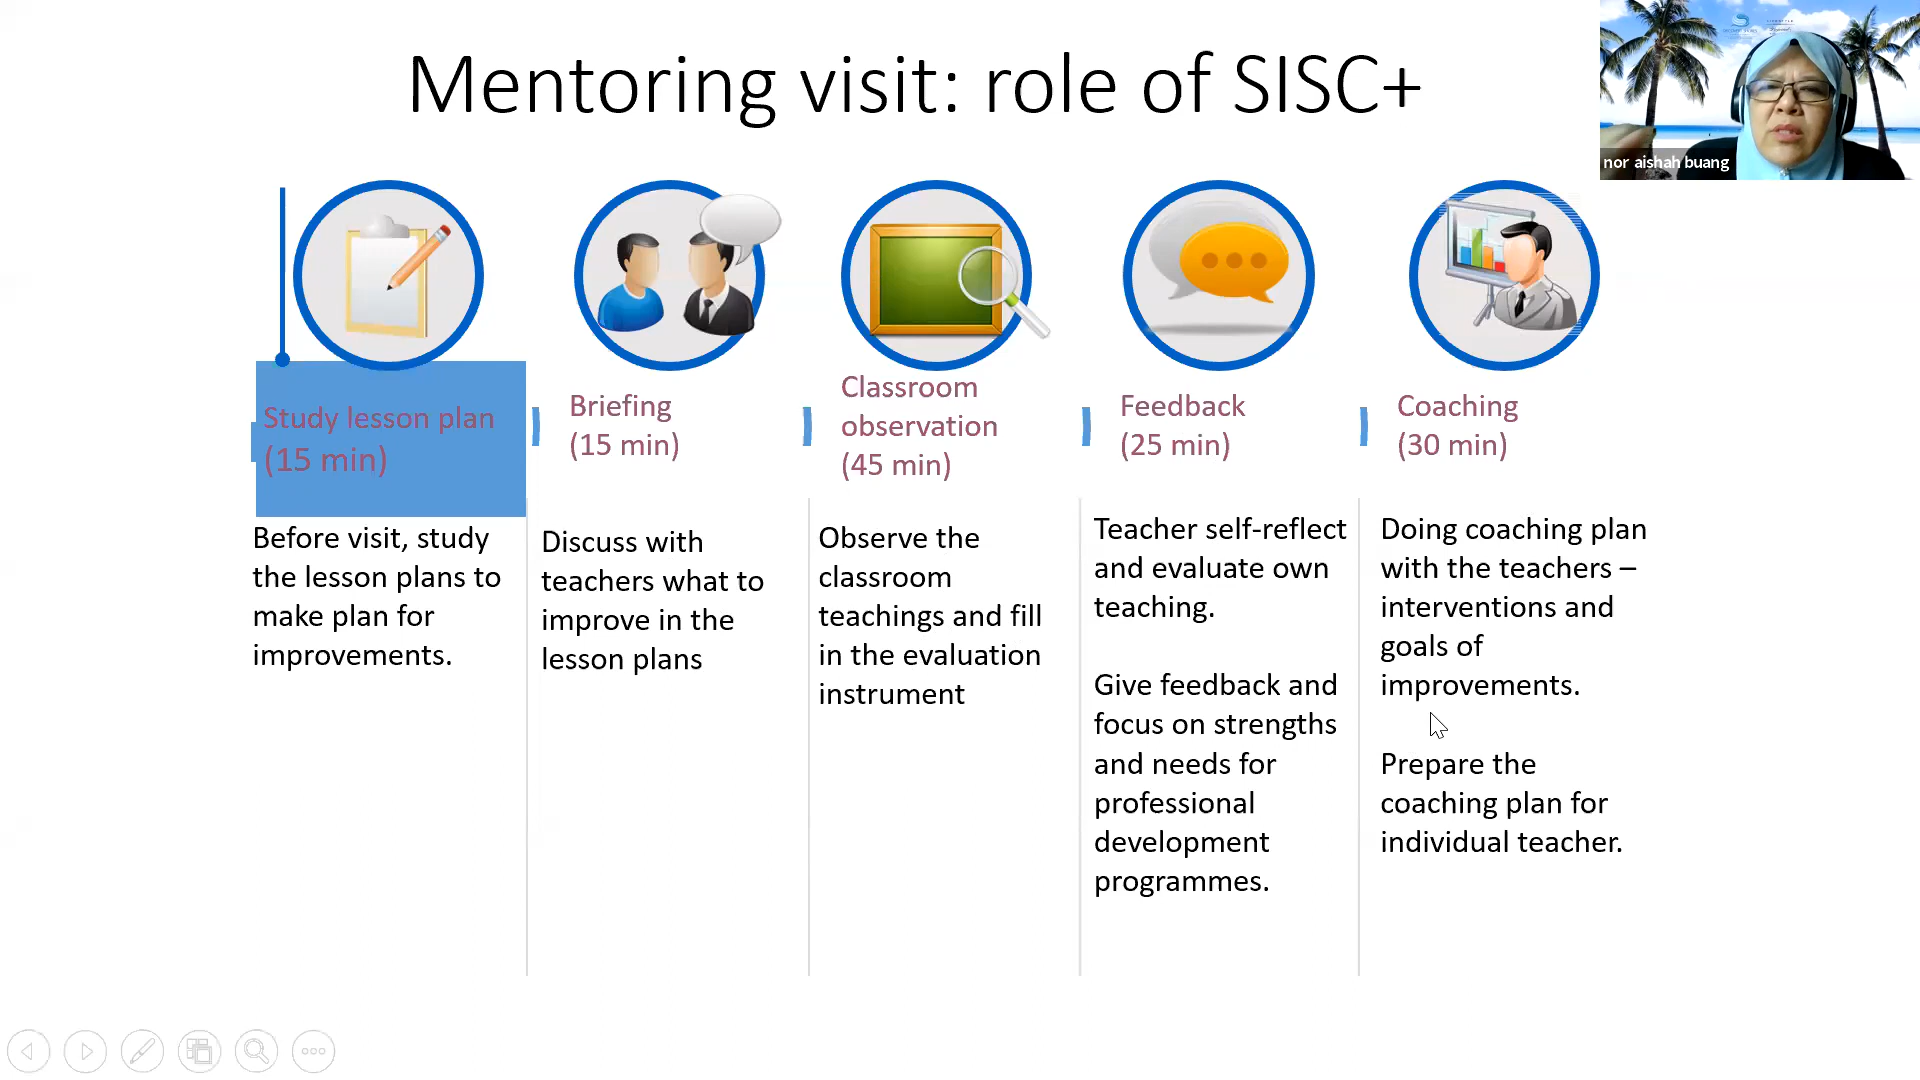 Mentoring visit: role of SISC+
nor aishah buang
Study lesson plan
(15 min)
Before visit, study
the lesson plans to
make plan for
improvements.
Briefing
(15 min)
Discuss with
teachers what to
improve in the
lesson plans
Classroom
observation
(45 min)
Observe the
classroom
teachings and fill
in the evaluation
instrument
Feedback
(25 min)
Teacher self-reflect
and evaluate own
teaching.
Give feedback and
focus on strengths
and needs for
professional
development
programmes.
Coaching
(30 min)
Doing coaching plan
with the teachers –
interventions and
goals of
improvements.
Prepare the
coaching plan for
individual teacher.